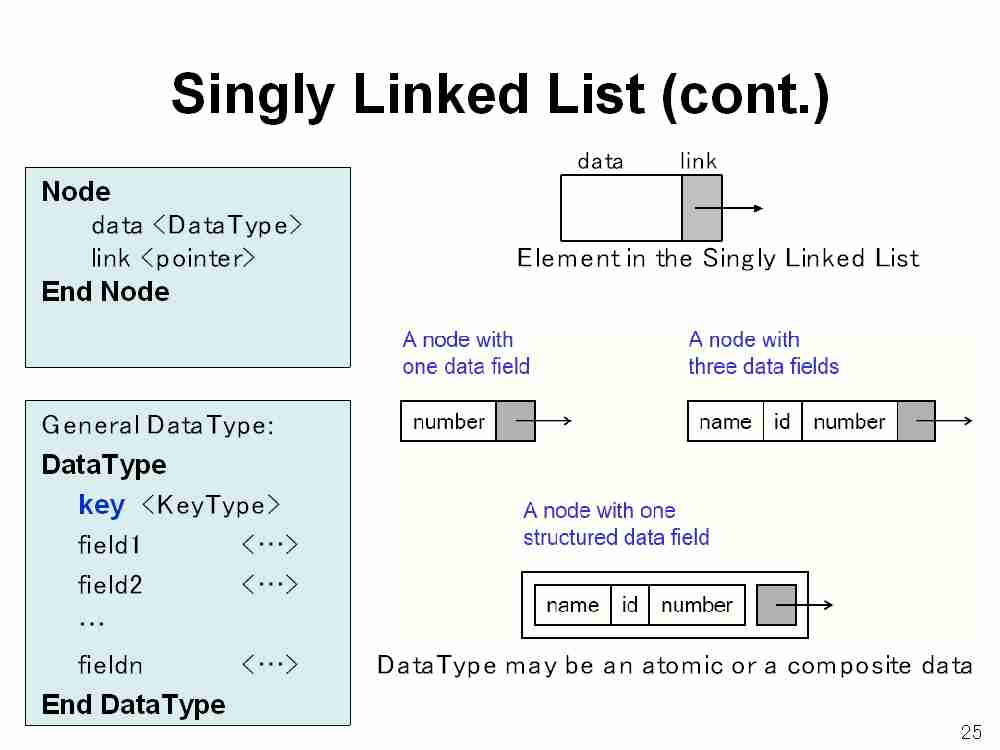 Singly Linked List (cont.)
Node
data <DataType>
link <pointer>
End Node
data link
Element in the Singly Linked List
A node with
one data field
number
A node with
three data fields
name id number
General DataType:
DataType
key <KeyType>
field1 <…>
field2 <…>
…
fieldn <…>
End DataType
A node with one
structured data field
name id number
DataType may be an atomic or a composite data
25